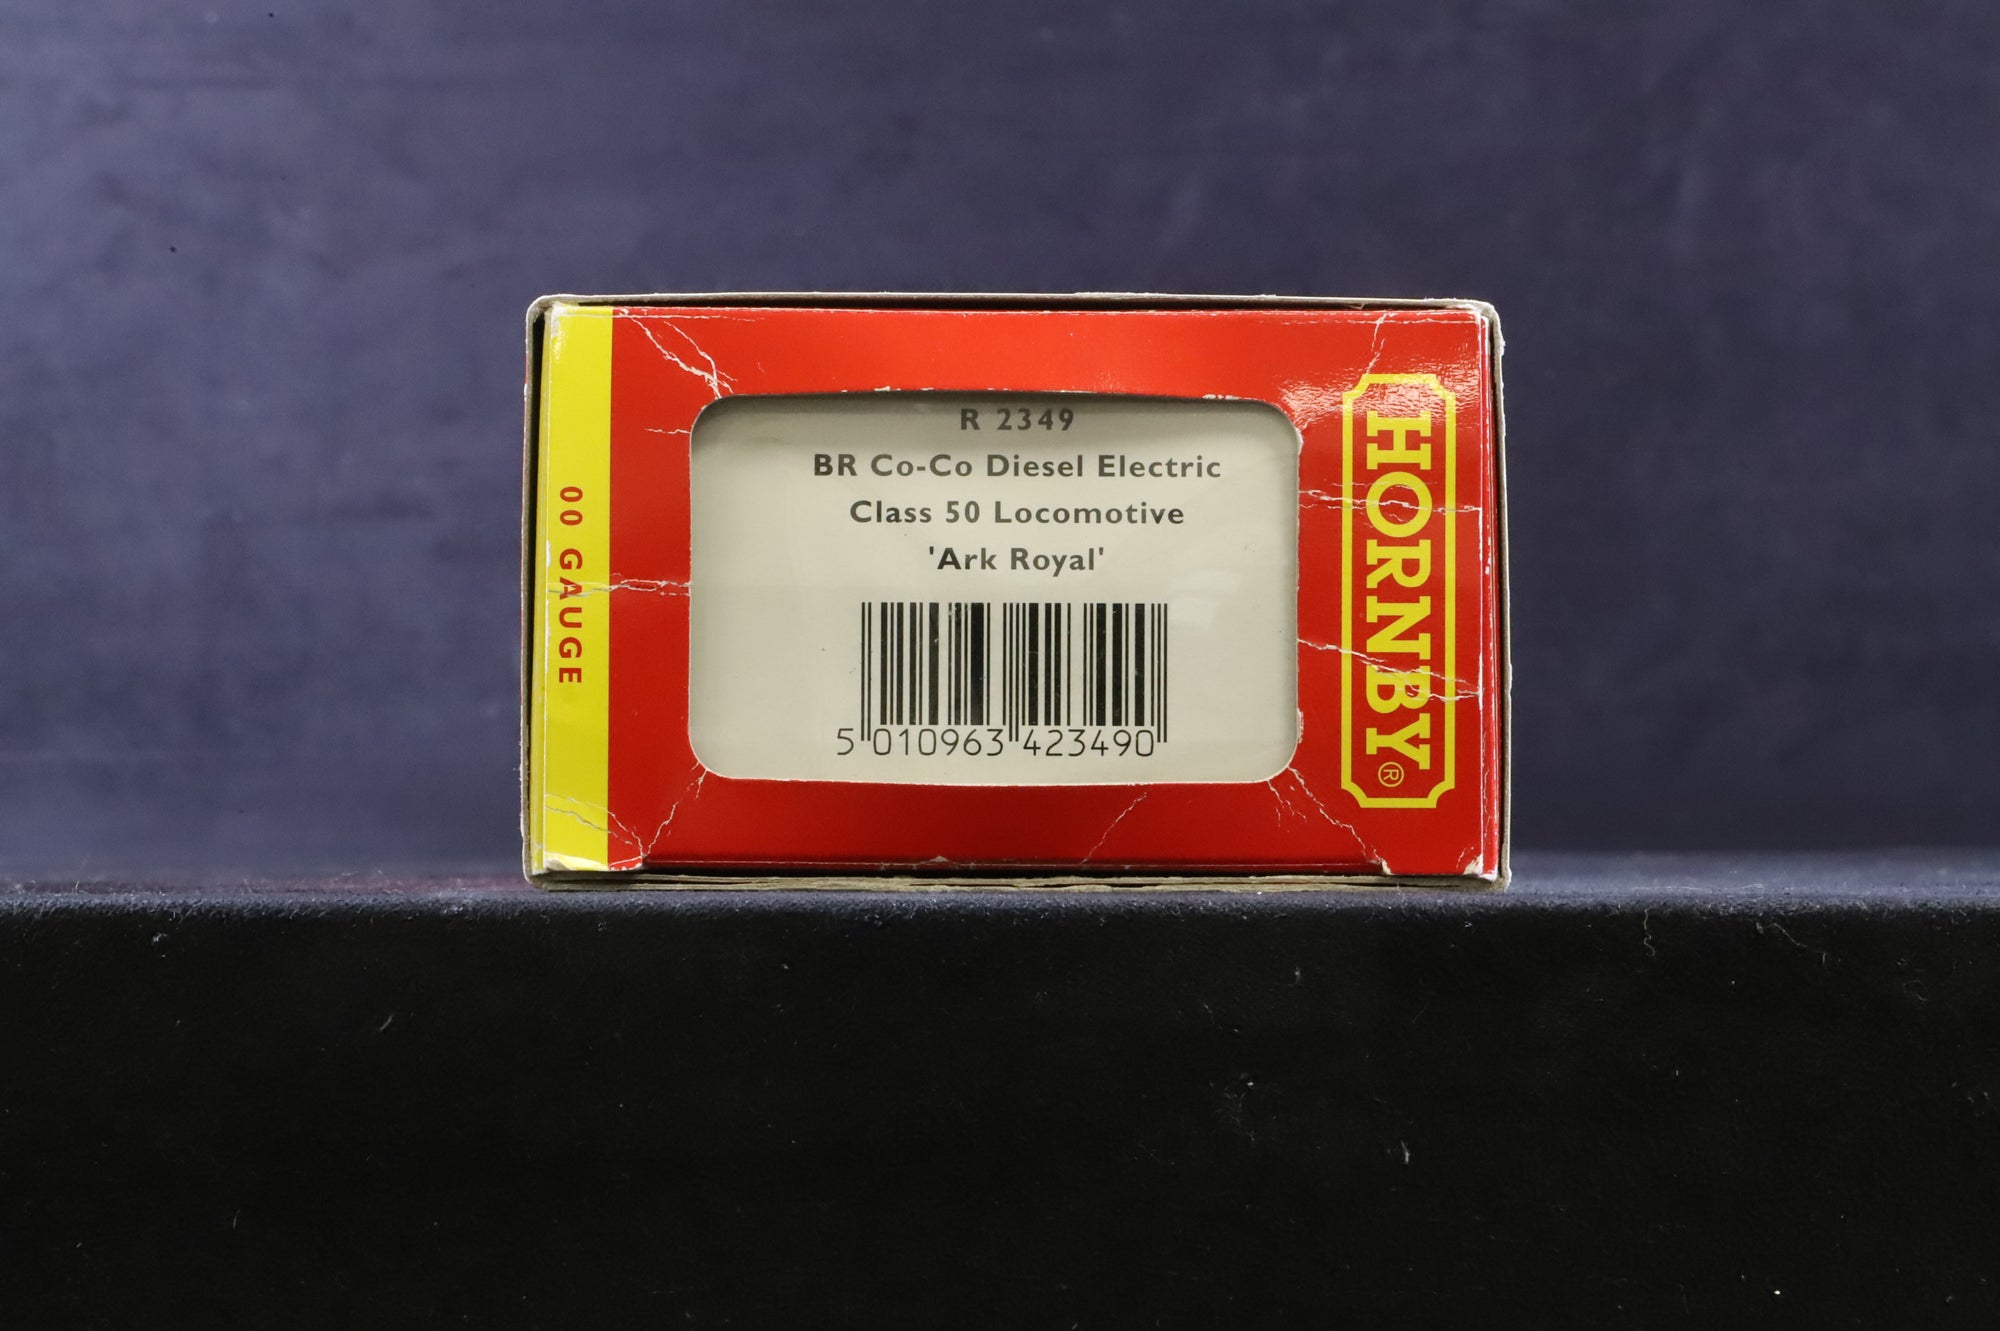 R 2349
BR Co-Co Diesel Electric
Class 50 Locomotive
'Ark Royal'
5 010963 423490
00 GAUGE
HORNBY®